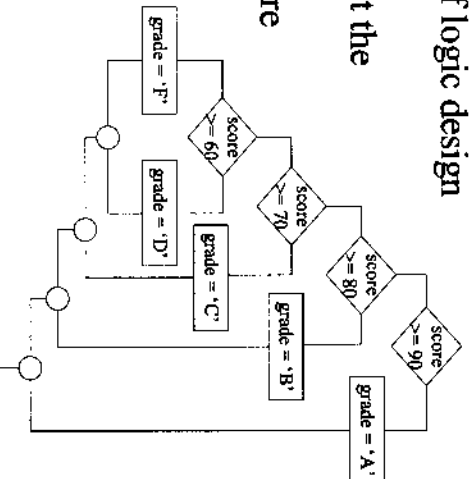 f logic design
t the
re
score
>= 90
grade = 'A'
score
>= 80
grade = 'B'
score
>= 70
grade = 'C'
score
>= 60
grade = 'D'
grade = 'F'